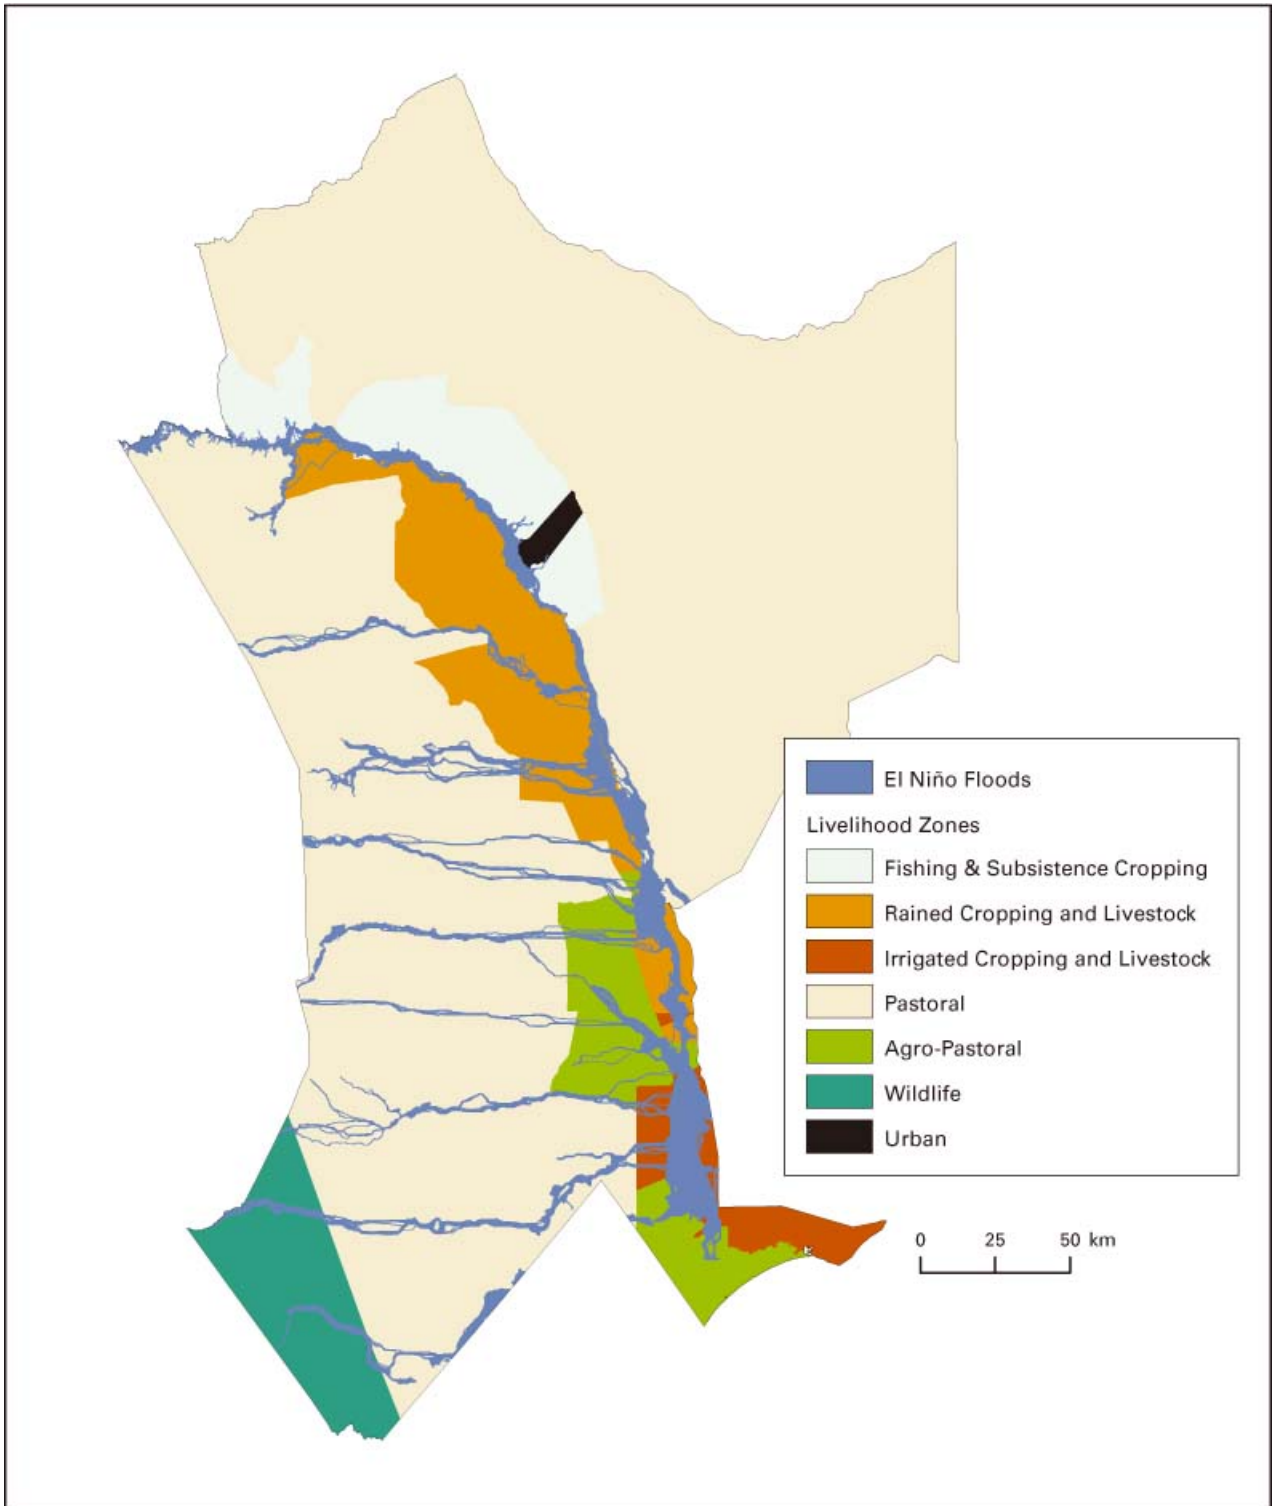 El Niño Floods
Livelihood Zones
Fishing & Subsistence Cropping
Rained Cropping and Livestock
Irrigated Cropping and Livestock
Pastoral
Agro-Pastoral
Wildlife
Urban
0 25 50 km